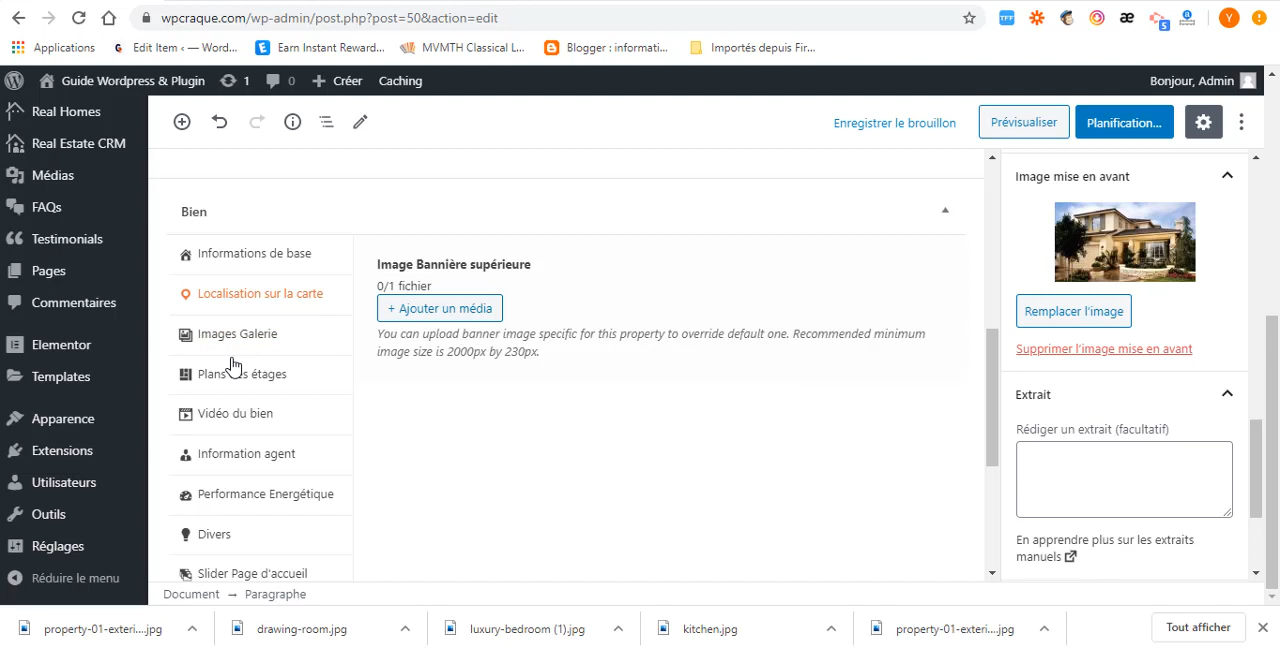 wpcraque.com/wp-admin/post.php?post=50&action=edit
TFF
æ
5
Y
Applications
Edit Item ‹ — Word...
Earn Instant Rewar...
MVMTH Classical L...
Blogger : informati...
Importés depuis Fir...
Guide Wordpress & Plugin
1
0
Créer
Caching
Bonjour, Admin
Real Homes
Real Estate CRM
Médias
FAQs
Testimonials
Pages
Commentaires
Elementor
Templates
Apparence
Extensions
Utilisateurs
Outils
Réglages
Réduire le menu
Enregistrer le brouillon
Prévisualiser
Planification...
Bien
Informations de base
Localisation sur la carte
Images Galerie
Plans des étages
Vidéo du bien
Information agent
Performance Energétique
Divers
Slider Page d'accueil
Image Bannière supérieure
0/1 fichier
+ Ajouter un média
You can upload banner image specific for this property to override default one. Recommended minimum
image size is 2000px by 230px.
Image mise en avant
Remplacer l'image
Supprimer l'image mise en avant
Extrait
Rédiger un extrait (facultatif)
En apprendre plus sur les extraits
manuels
Document → Paragraphe
property-01-exteri....jpg
drawing-room.jpg
luxury-bedroom (1).jpg
kitchen.jpg
property-01-exteri....jpg
Tout afficher